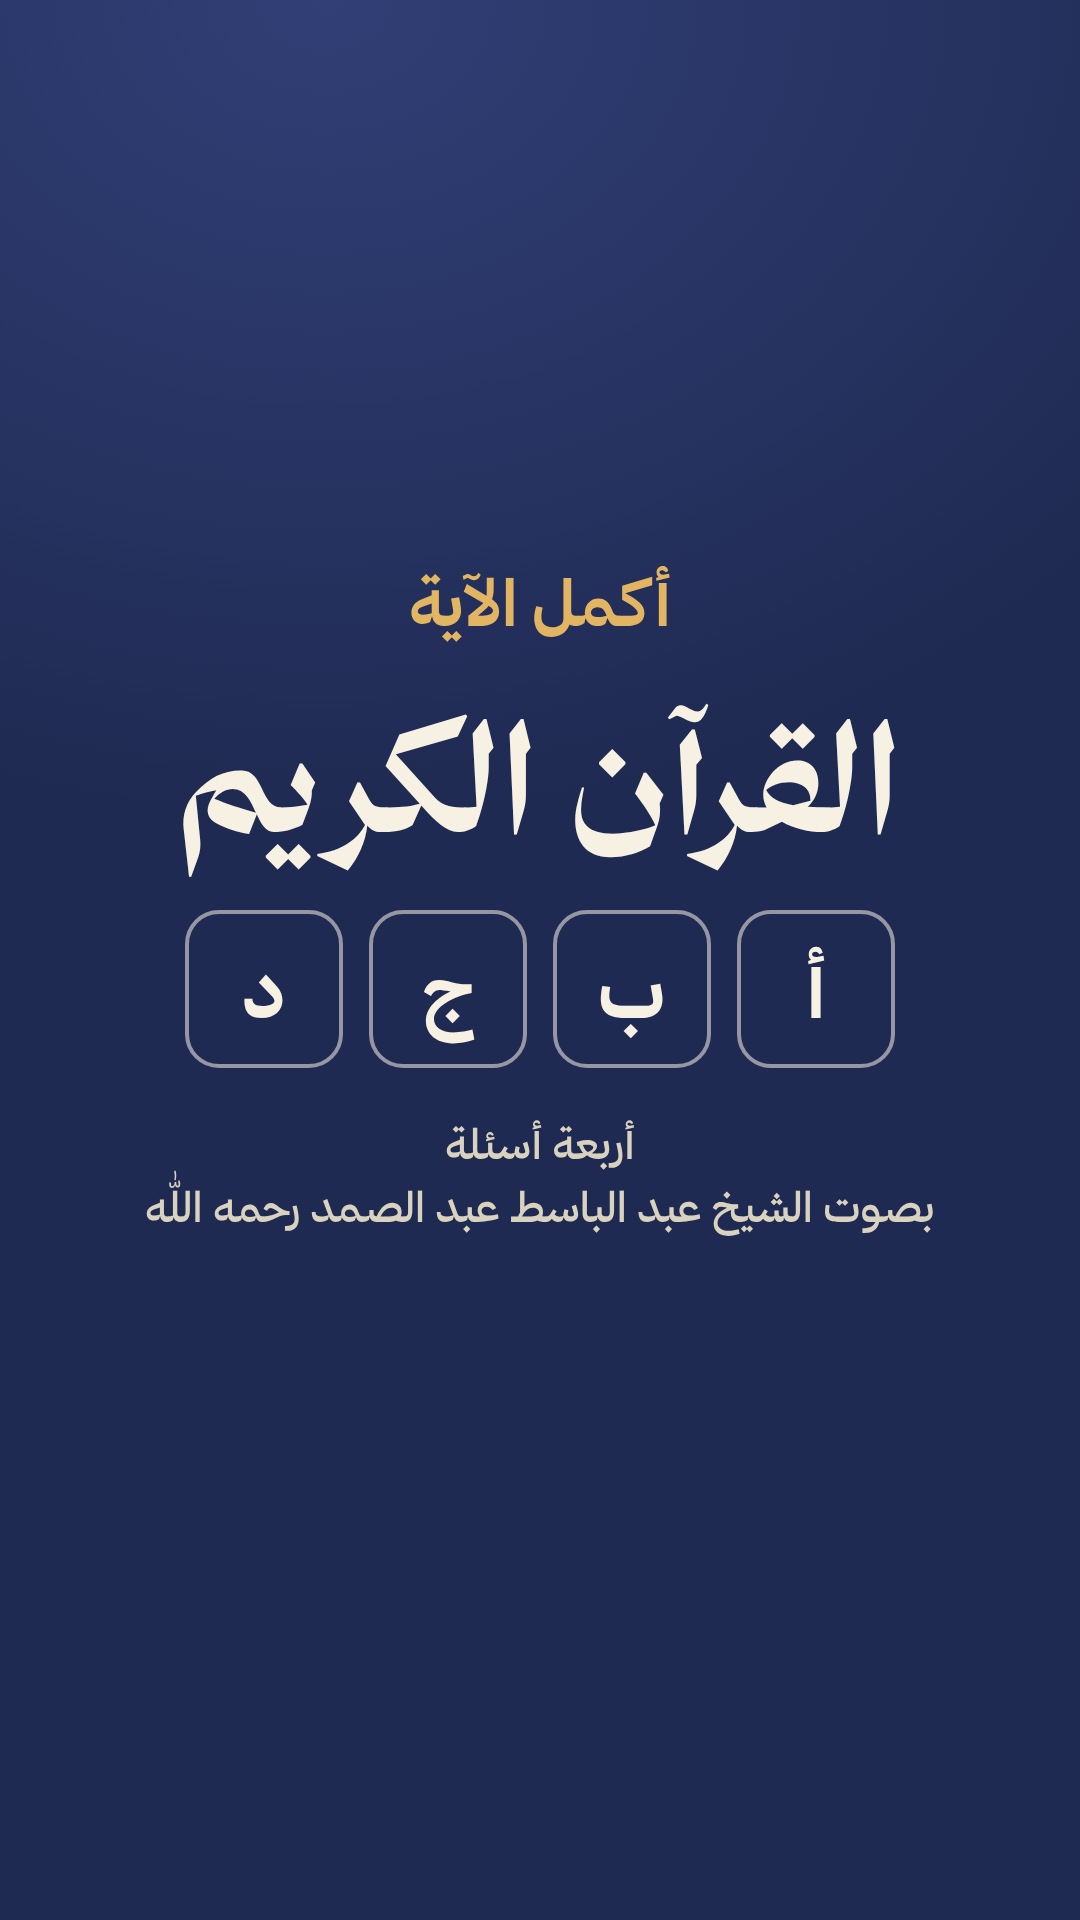 أكمل الآية
القرآن الكريم
أ ب ج د
أربعة أسئلة
بصوت الشيخ عبد الباسط عبد الصمد رحمه الله